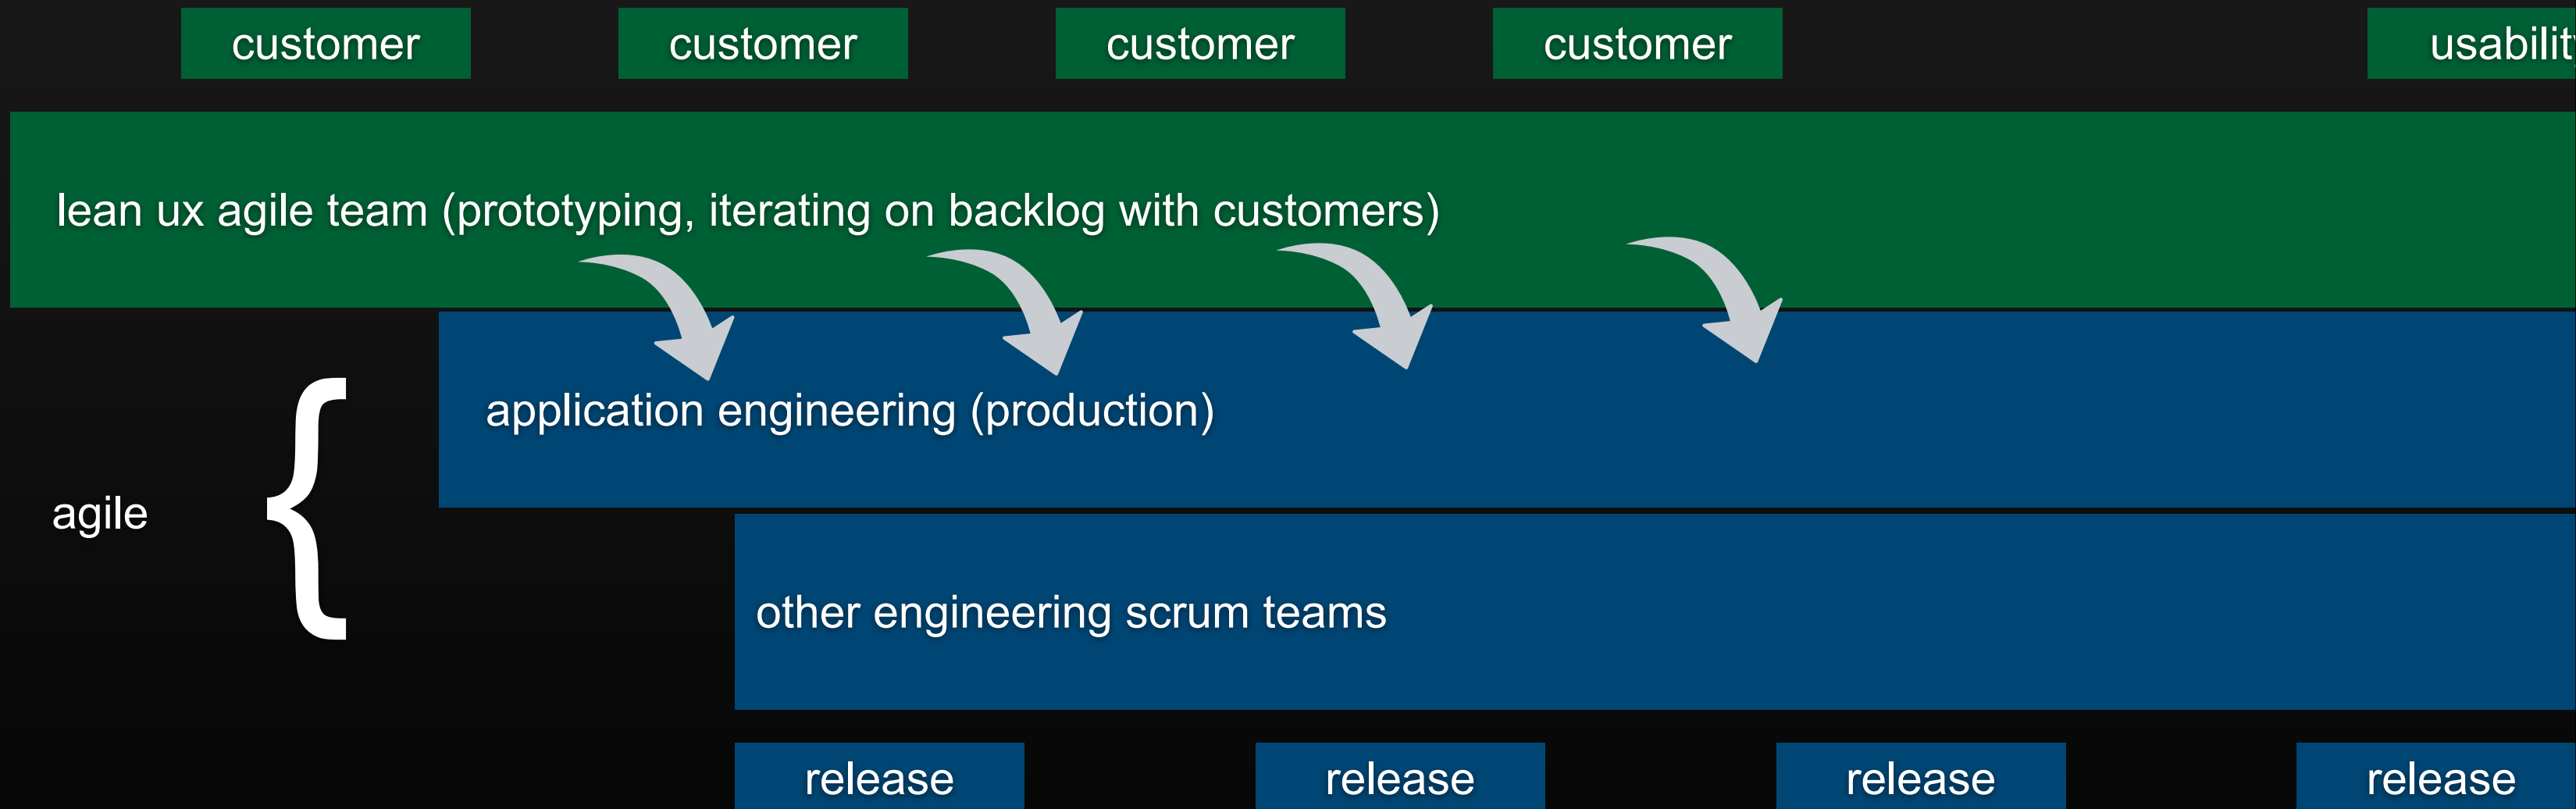 customer
customer
customer
customer
lean ux agile team (prototyping, iterating on backlog with customers)
application engineering (production)
agile
other engineering scrum teams
release
release
release
release